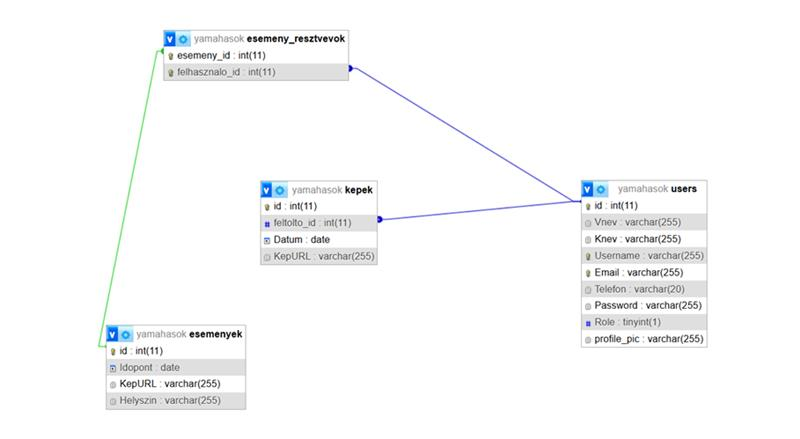 yamahasok esemeny_resztvevok
esemeny_id : int(11)
felhasznalo_id : int(11)
yamahasok kepek
id : int(11)
feltolto_id : int(11)
Datum : date
KepURL : varchar(255)
yamahasok users
id : int(11)
Vnev : varchar(255)
Knev : varchar(255)
Username : varchar(255)
Email : varchar(255)
Telefon : varchar(20)
Password : varchar(255)
Role : tinyint(1)
profile_pic : varchar(255)
yamahasok esemenyek
id : int(11)
Idopont : date
KepURL : varchar(255)
Helyszin : varchar(255)